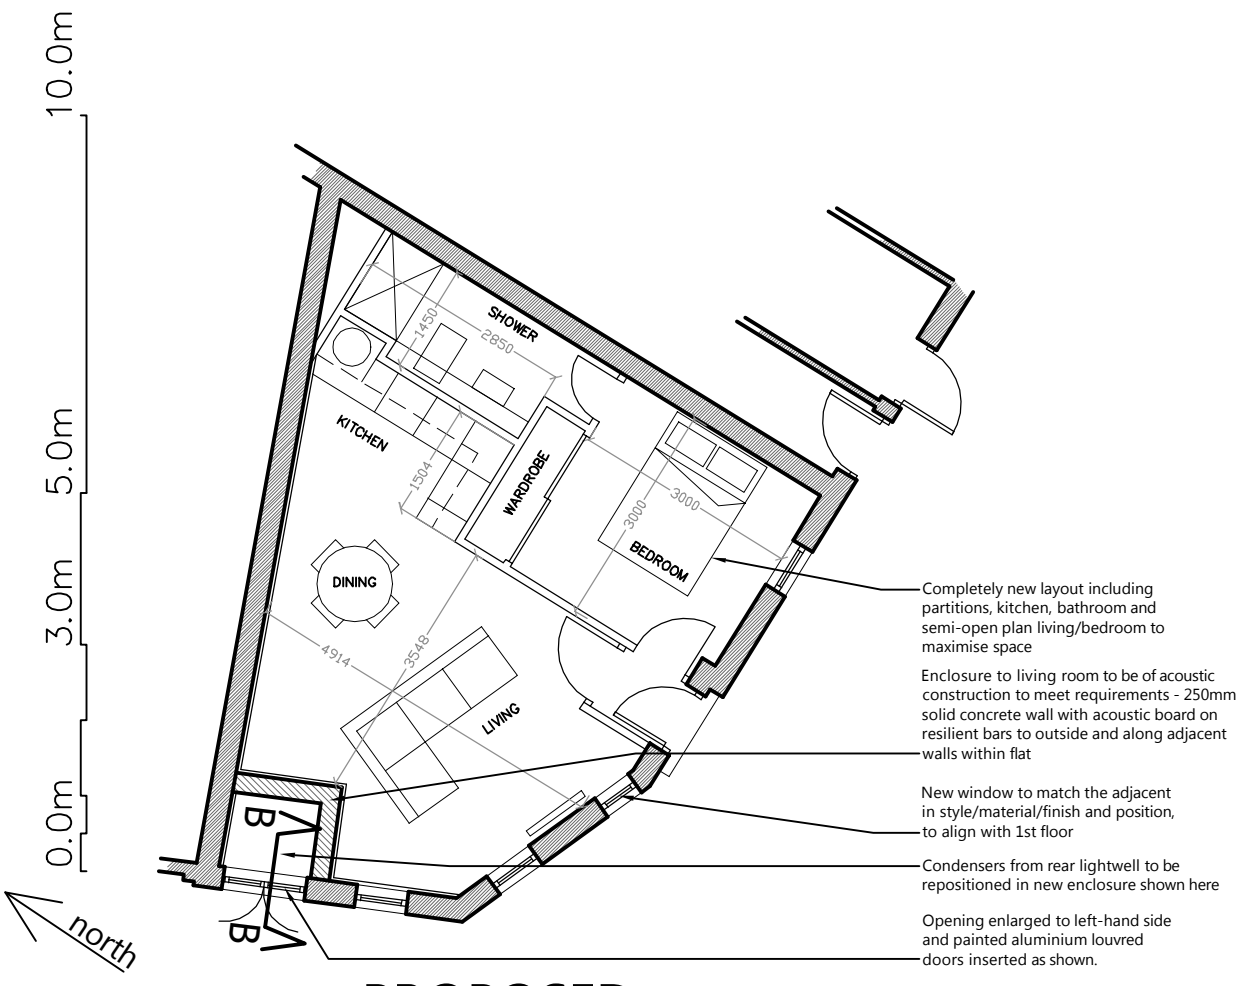 10.0m
5.0m
3.0m
0.0m
SHOWER
1450
2850
KITCHEN
1504
WARDROBE
3000
3000
BEDROOM
DINING
4914
3548
LIVING
B
B
north
Completely new layout including
partitions, kitchen, bathroom and
semi-open plan living/bedroom to
maximise space
Enclosure to living room to be of acoustic
construction to meet requirements - 250mm
solid concrete wall with acoustic board on
resilient bars to outside and along adjacent
walls within flat
New window to match the adjacent
in style/material/finish and position,
to align with 1st floor
Condensers from rear lightwell to be
repositioned in new enclosure shown here
Opening enlarged to left-hand side
and painted aluminium louvred
doors inserted as shown.
PROPOSED